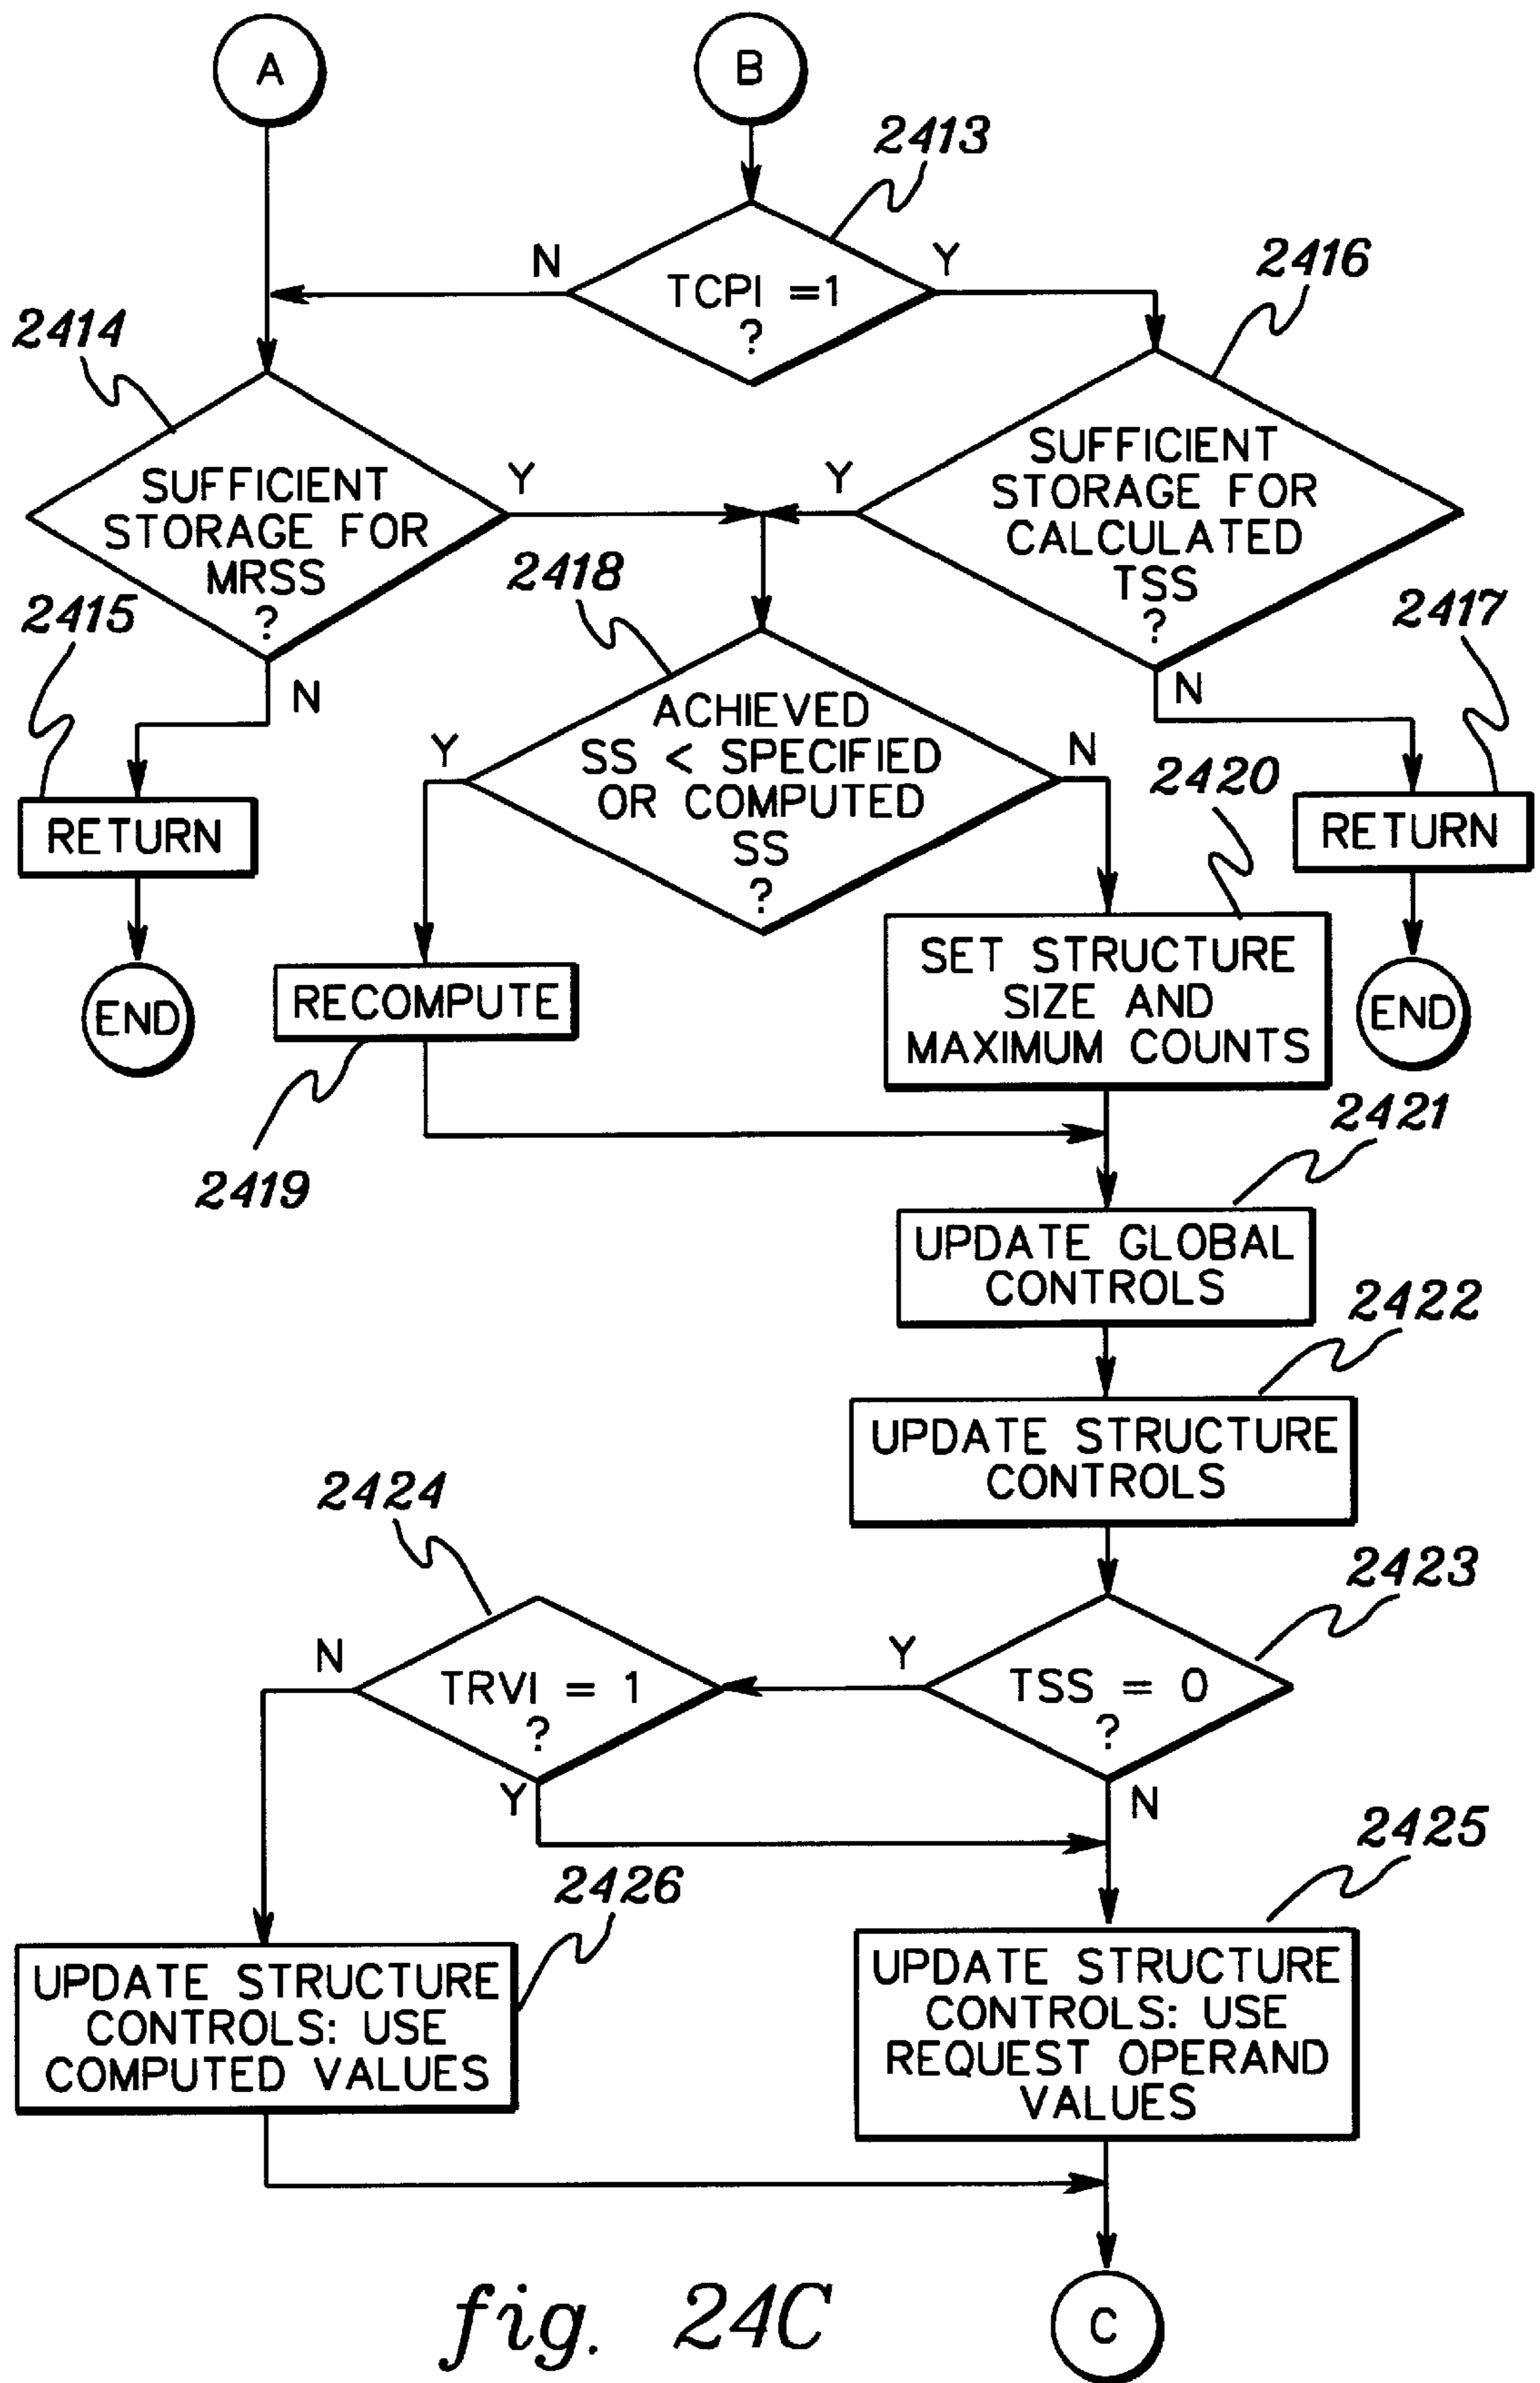 A
B
2413
N
TCPI =1
?
Y
2416
2414
SUFFICIENT
STORAGE FOR
MRSS
?
Y
Y
SUFFICIENT
STORAGE FOR
CALCULATED
TSS
?
2418
2415
2417
N
N
ACHIEVED
SS < SPECIFIED
OR COMPUTED
SS
?
Y
N
2420
RETURN
RETURN
END
RECOMPUTE
SET STRUCTURE
SIZE AND
MAXIMUM COUNTS
END
2419
2421
UPDATE GLOBAL
CONTROLS
2422
UPDATE STRUCTURE
CONTROLS
2424
2423
N
TRVI = 1
?
Y
Y
TSS = 0
?
N
2425
2426
UPDATE STRUCTURE
CONTROLS: USE
COMPUTED VALUES
UPDATE STRUCTURE
CONTROLS: USE
REQUEST OPERAND
VALUES
C
fig. 24C